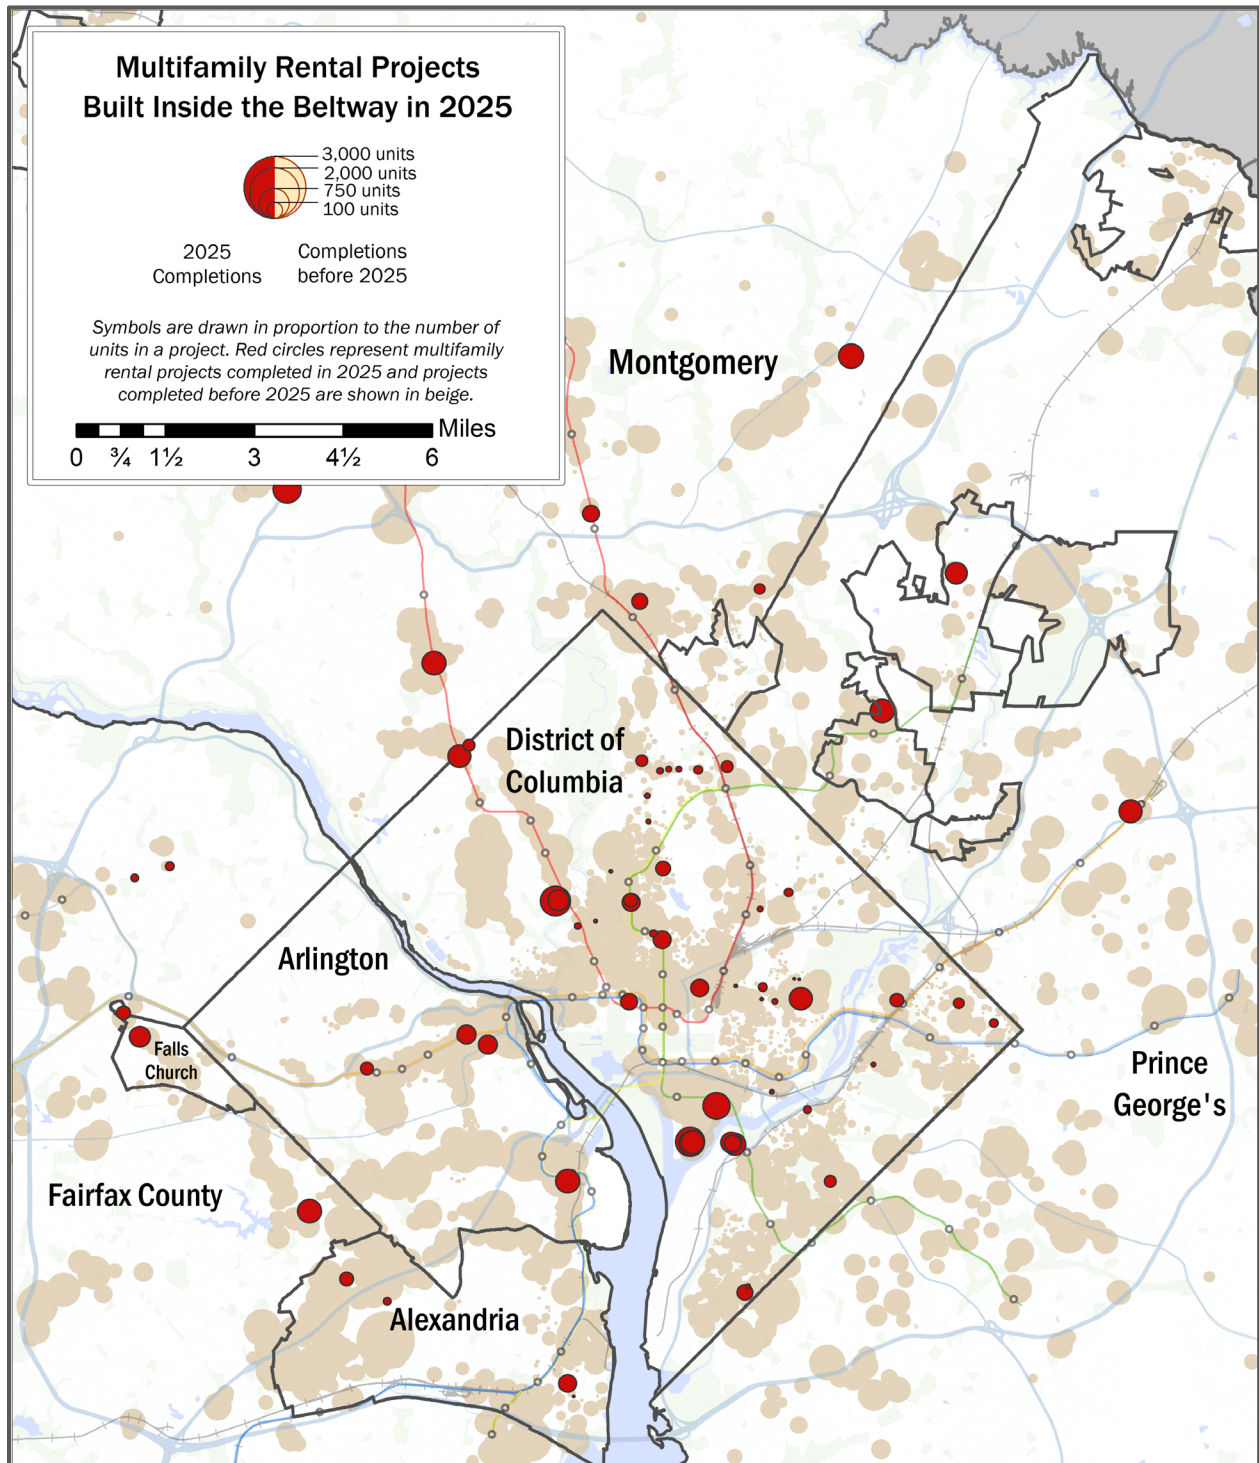 Multifamily Rental Projects
Built Inside the Beltway in 2025
3,000 units
2,000 units
750 units
100 units
2025
Completions
Completions
before 2025
Symbols are drawn in proportion to the number of
units in a project. Red circles represent multifamily
rental projects completed in 2025 and projects
completed before 2025 are shown in beige.
Miles
0 ¾ 1½ 3 4½ 6
Montgomery
District of
Columbia
Arlington
Falls
Church
Prince
George's
Fairfax County
Alexandria